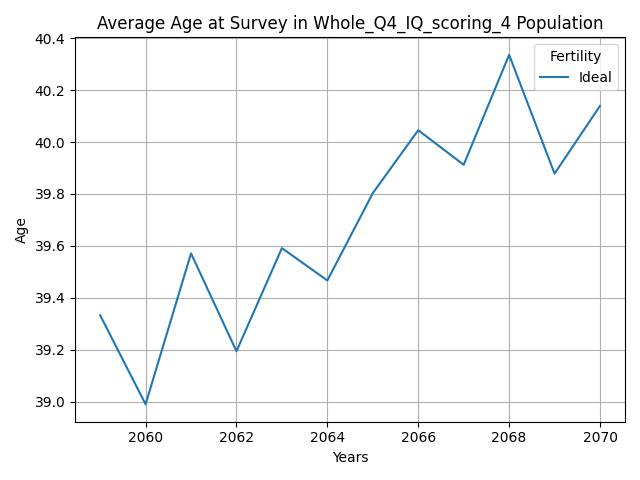 Average Age at Survey in Whole_Q4_IQ_scoring_4 Population
Fertility
Ideal
Age
40.4
40.2
40.0
39.8
39.6
39.4
39.2
39.0
2060 2062 2064 2066 2068 2070
Years